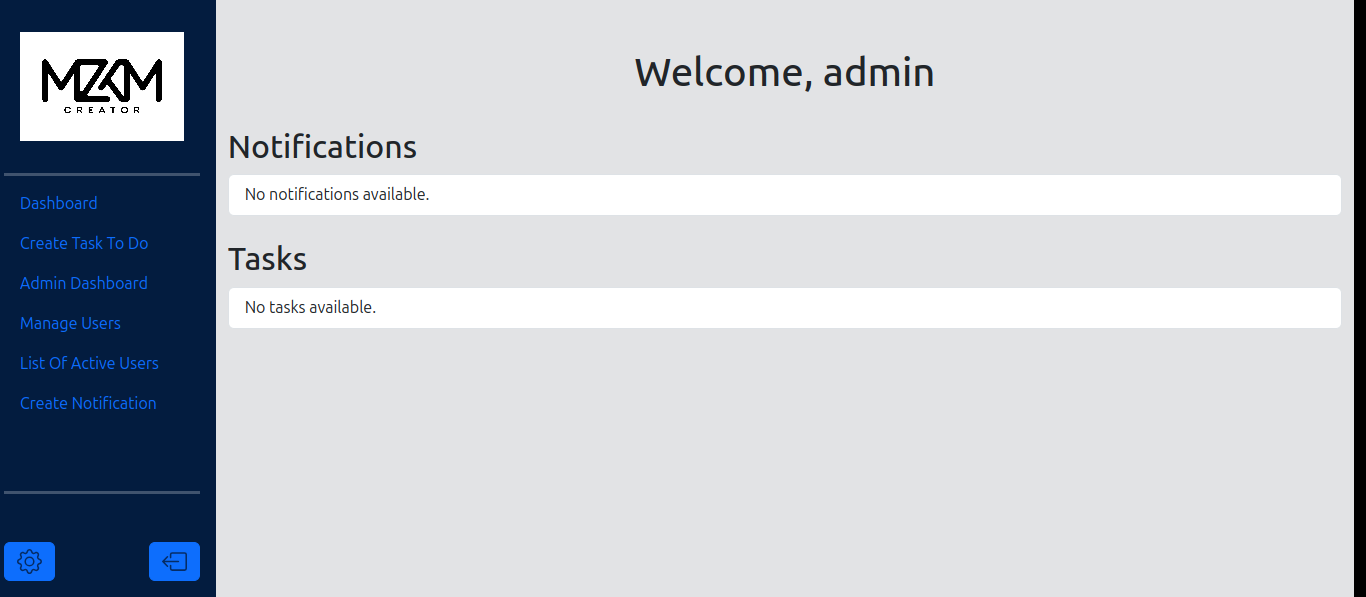 MZKM
CREATOR
Dashboard
Create Task To Do
Admin Dashboard
Manage Users
List Of Active Users
Create Notification
Welcome, admin
Notifications
No notifications available.
Tasks
No tasks available.